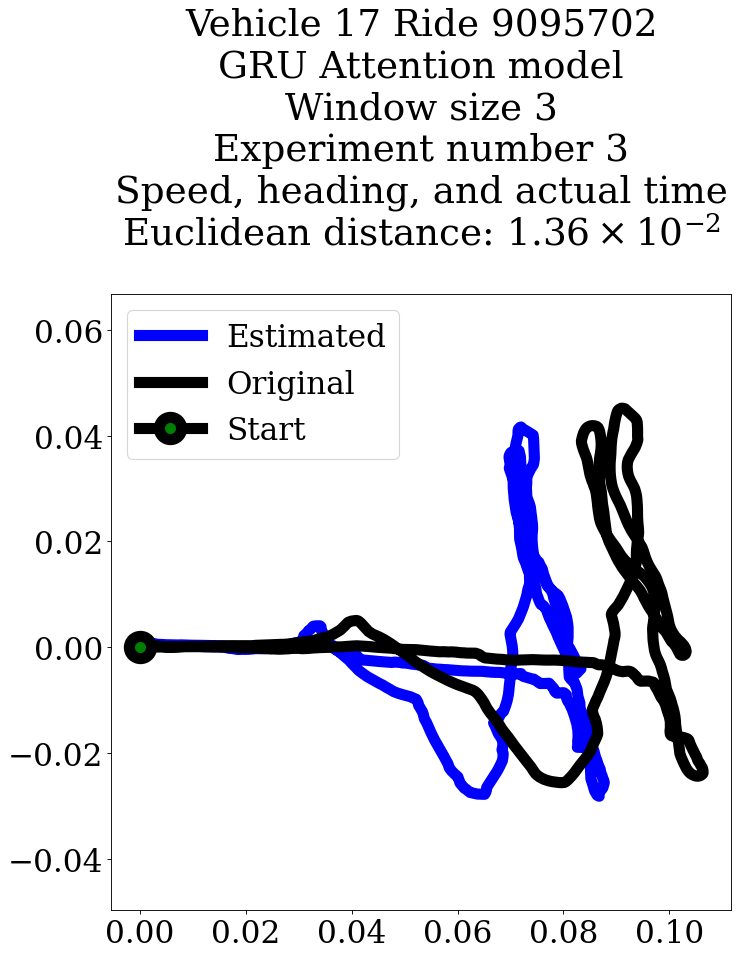 Vehicle 17 Ride 9095702
GRU Attention model
Window size 3
Experiment number 3
Speed, heading, and actual time
Euclidean distance: 1.36 × 10⁻²
Estimated
Original
Start
0.06
0.04
0.02
0.00
−0.02
−0.04
0.00 0.02 0.04 0.06 0.08 0.10